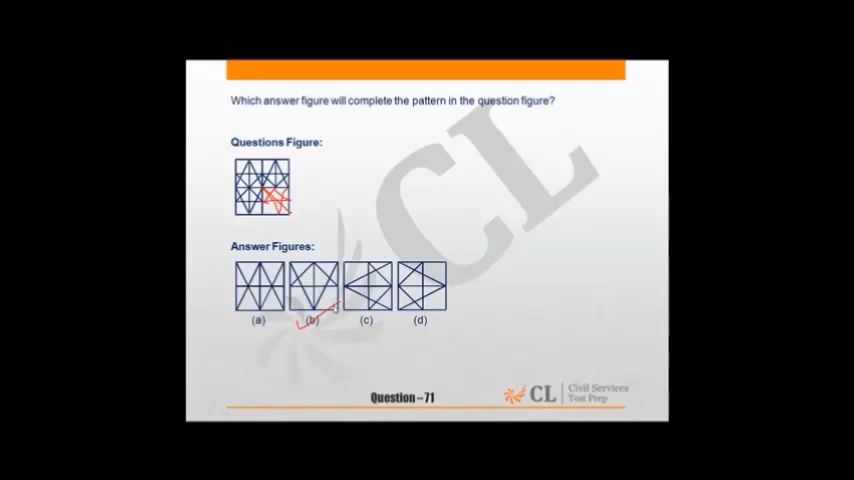 Which answer figure will complete the pattern in the question figure?
Questions Figure:
Answer Figures:
(a) (b) (c) (d)
CL
Question – 71
CL Civil Services
Test Prep